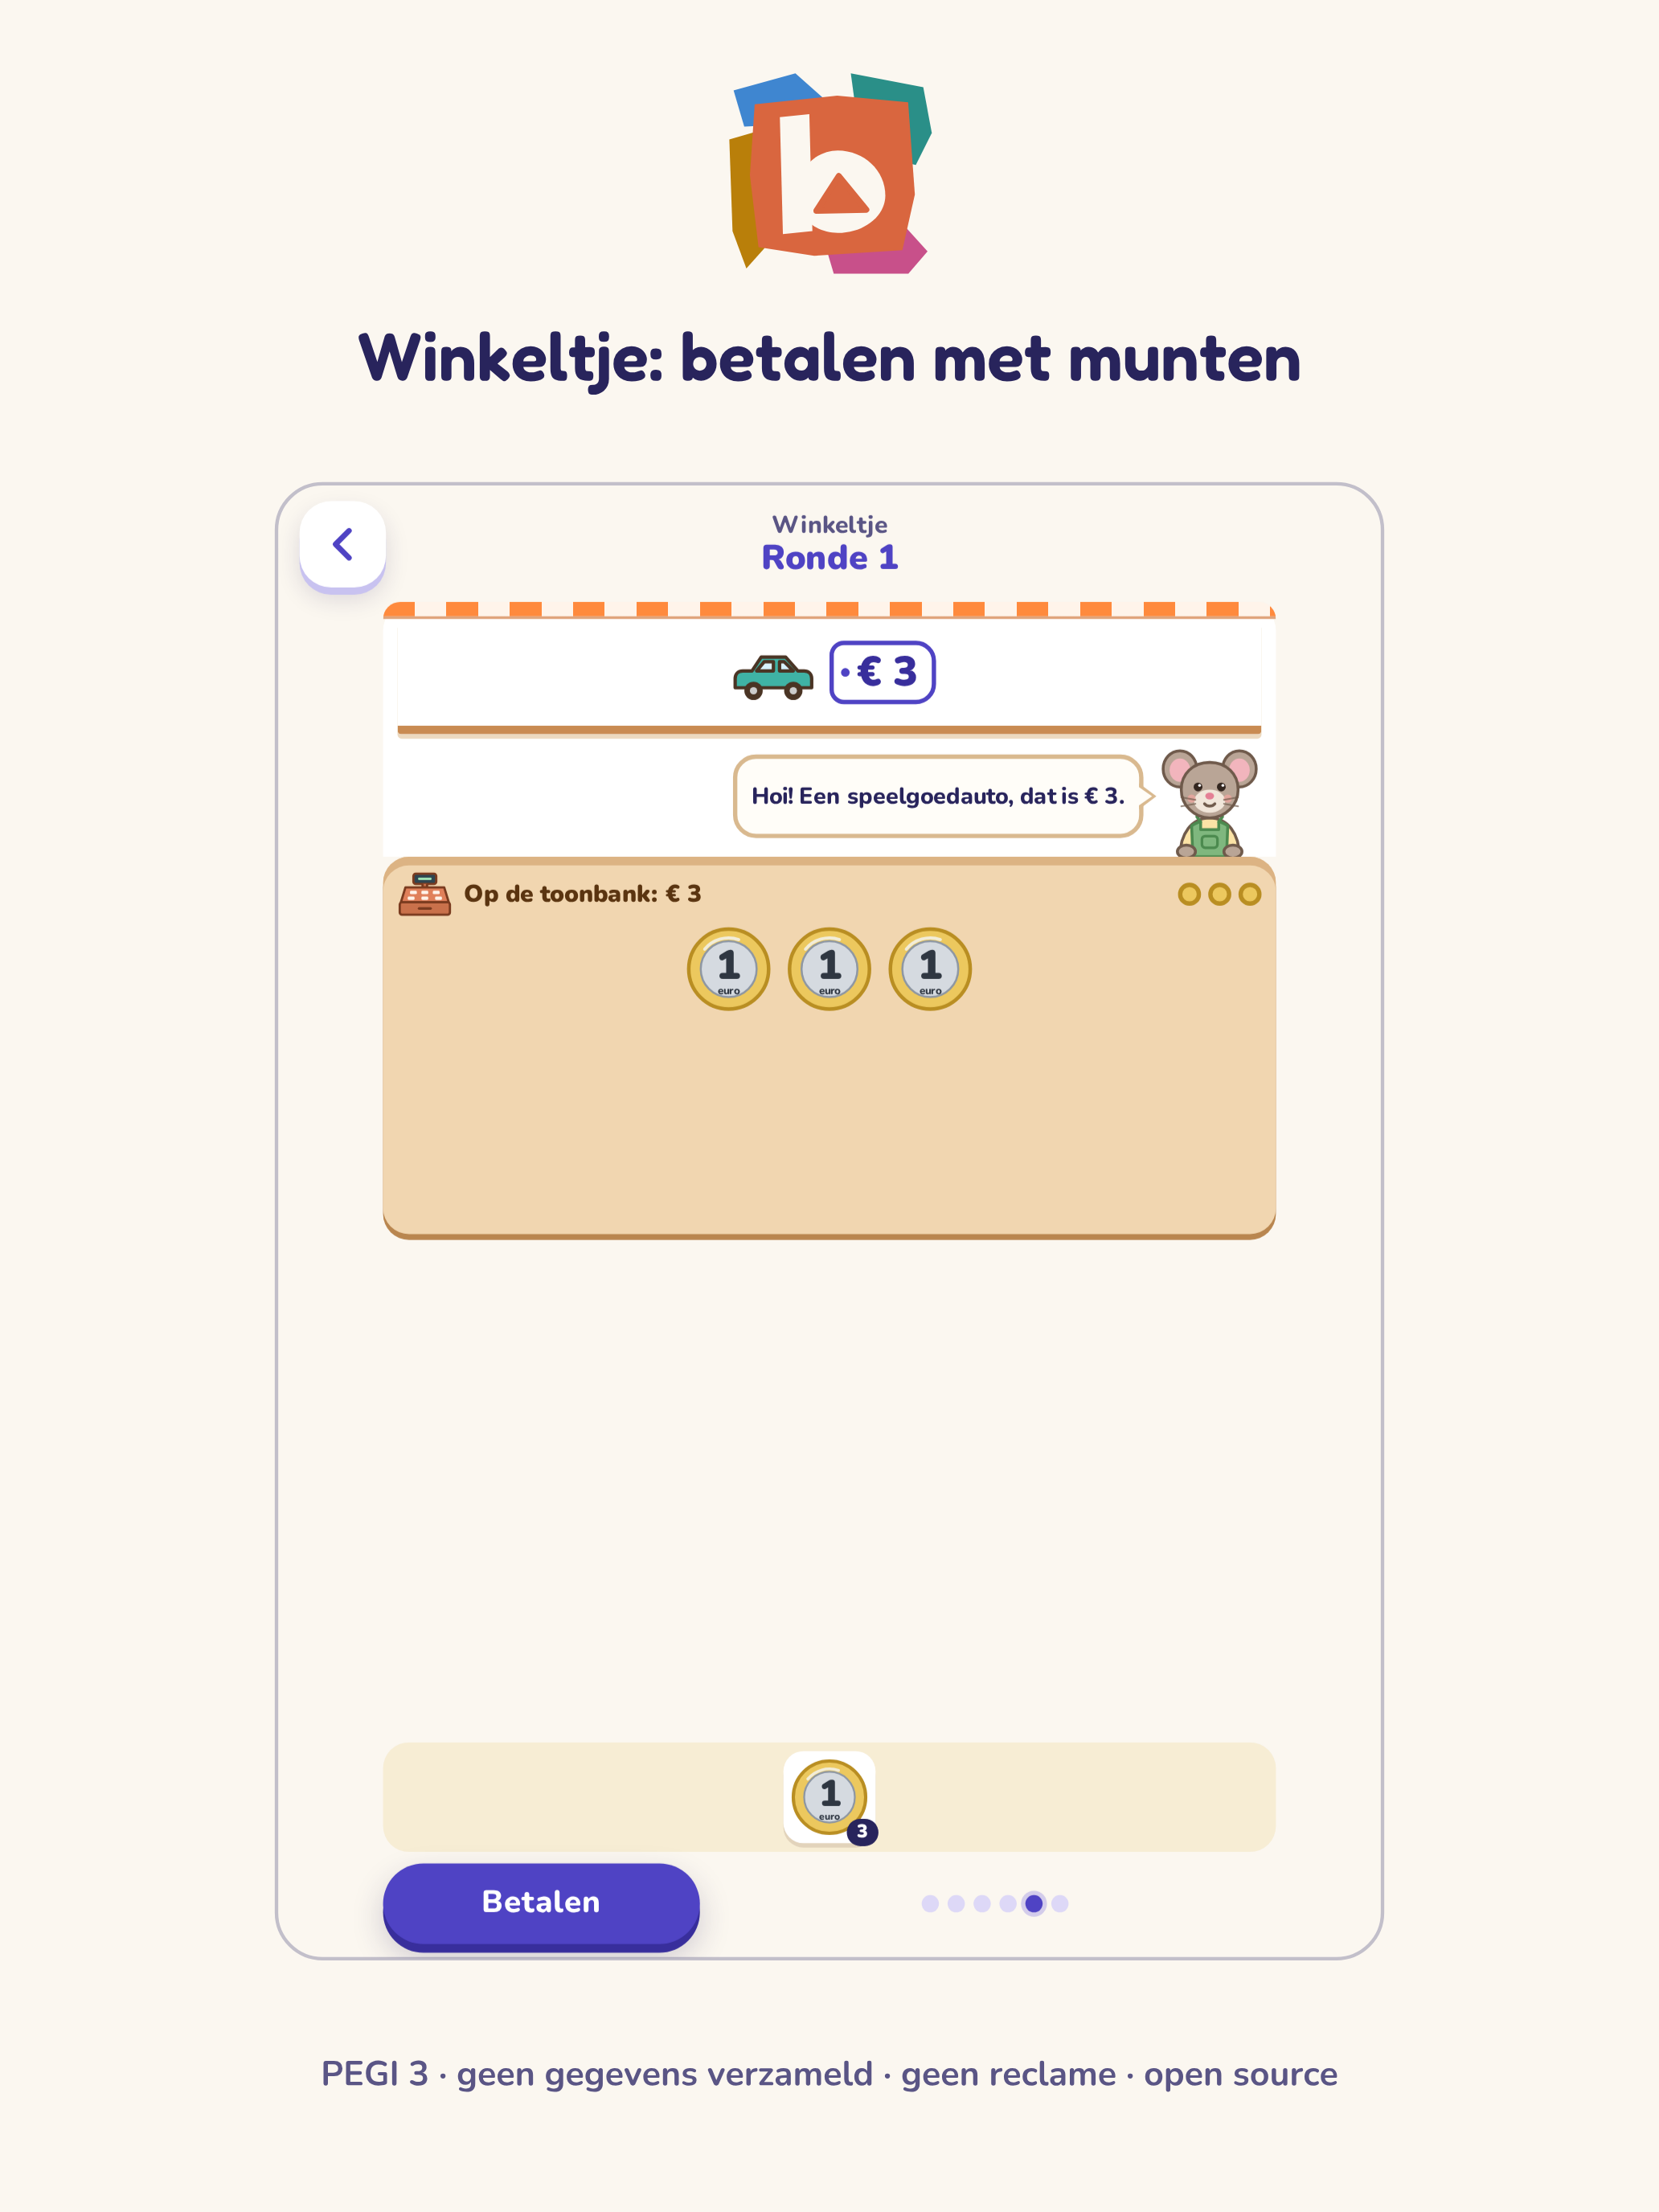 b
Winkeltje: betalen met munten
Winkeltje
Ronde 1
€ 3
Hoi! Een speelgoedauto, dat is € 3.
Op de toonbank: € 3
1 euro
1 euro
1 euro
1 euro
3
Betalen
PEGI 3 · geen gegevens verzameld · geen reclame · open source